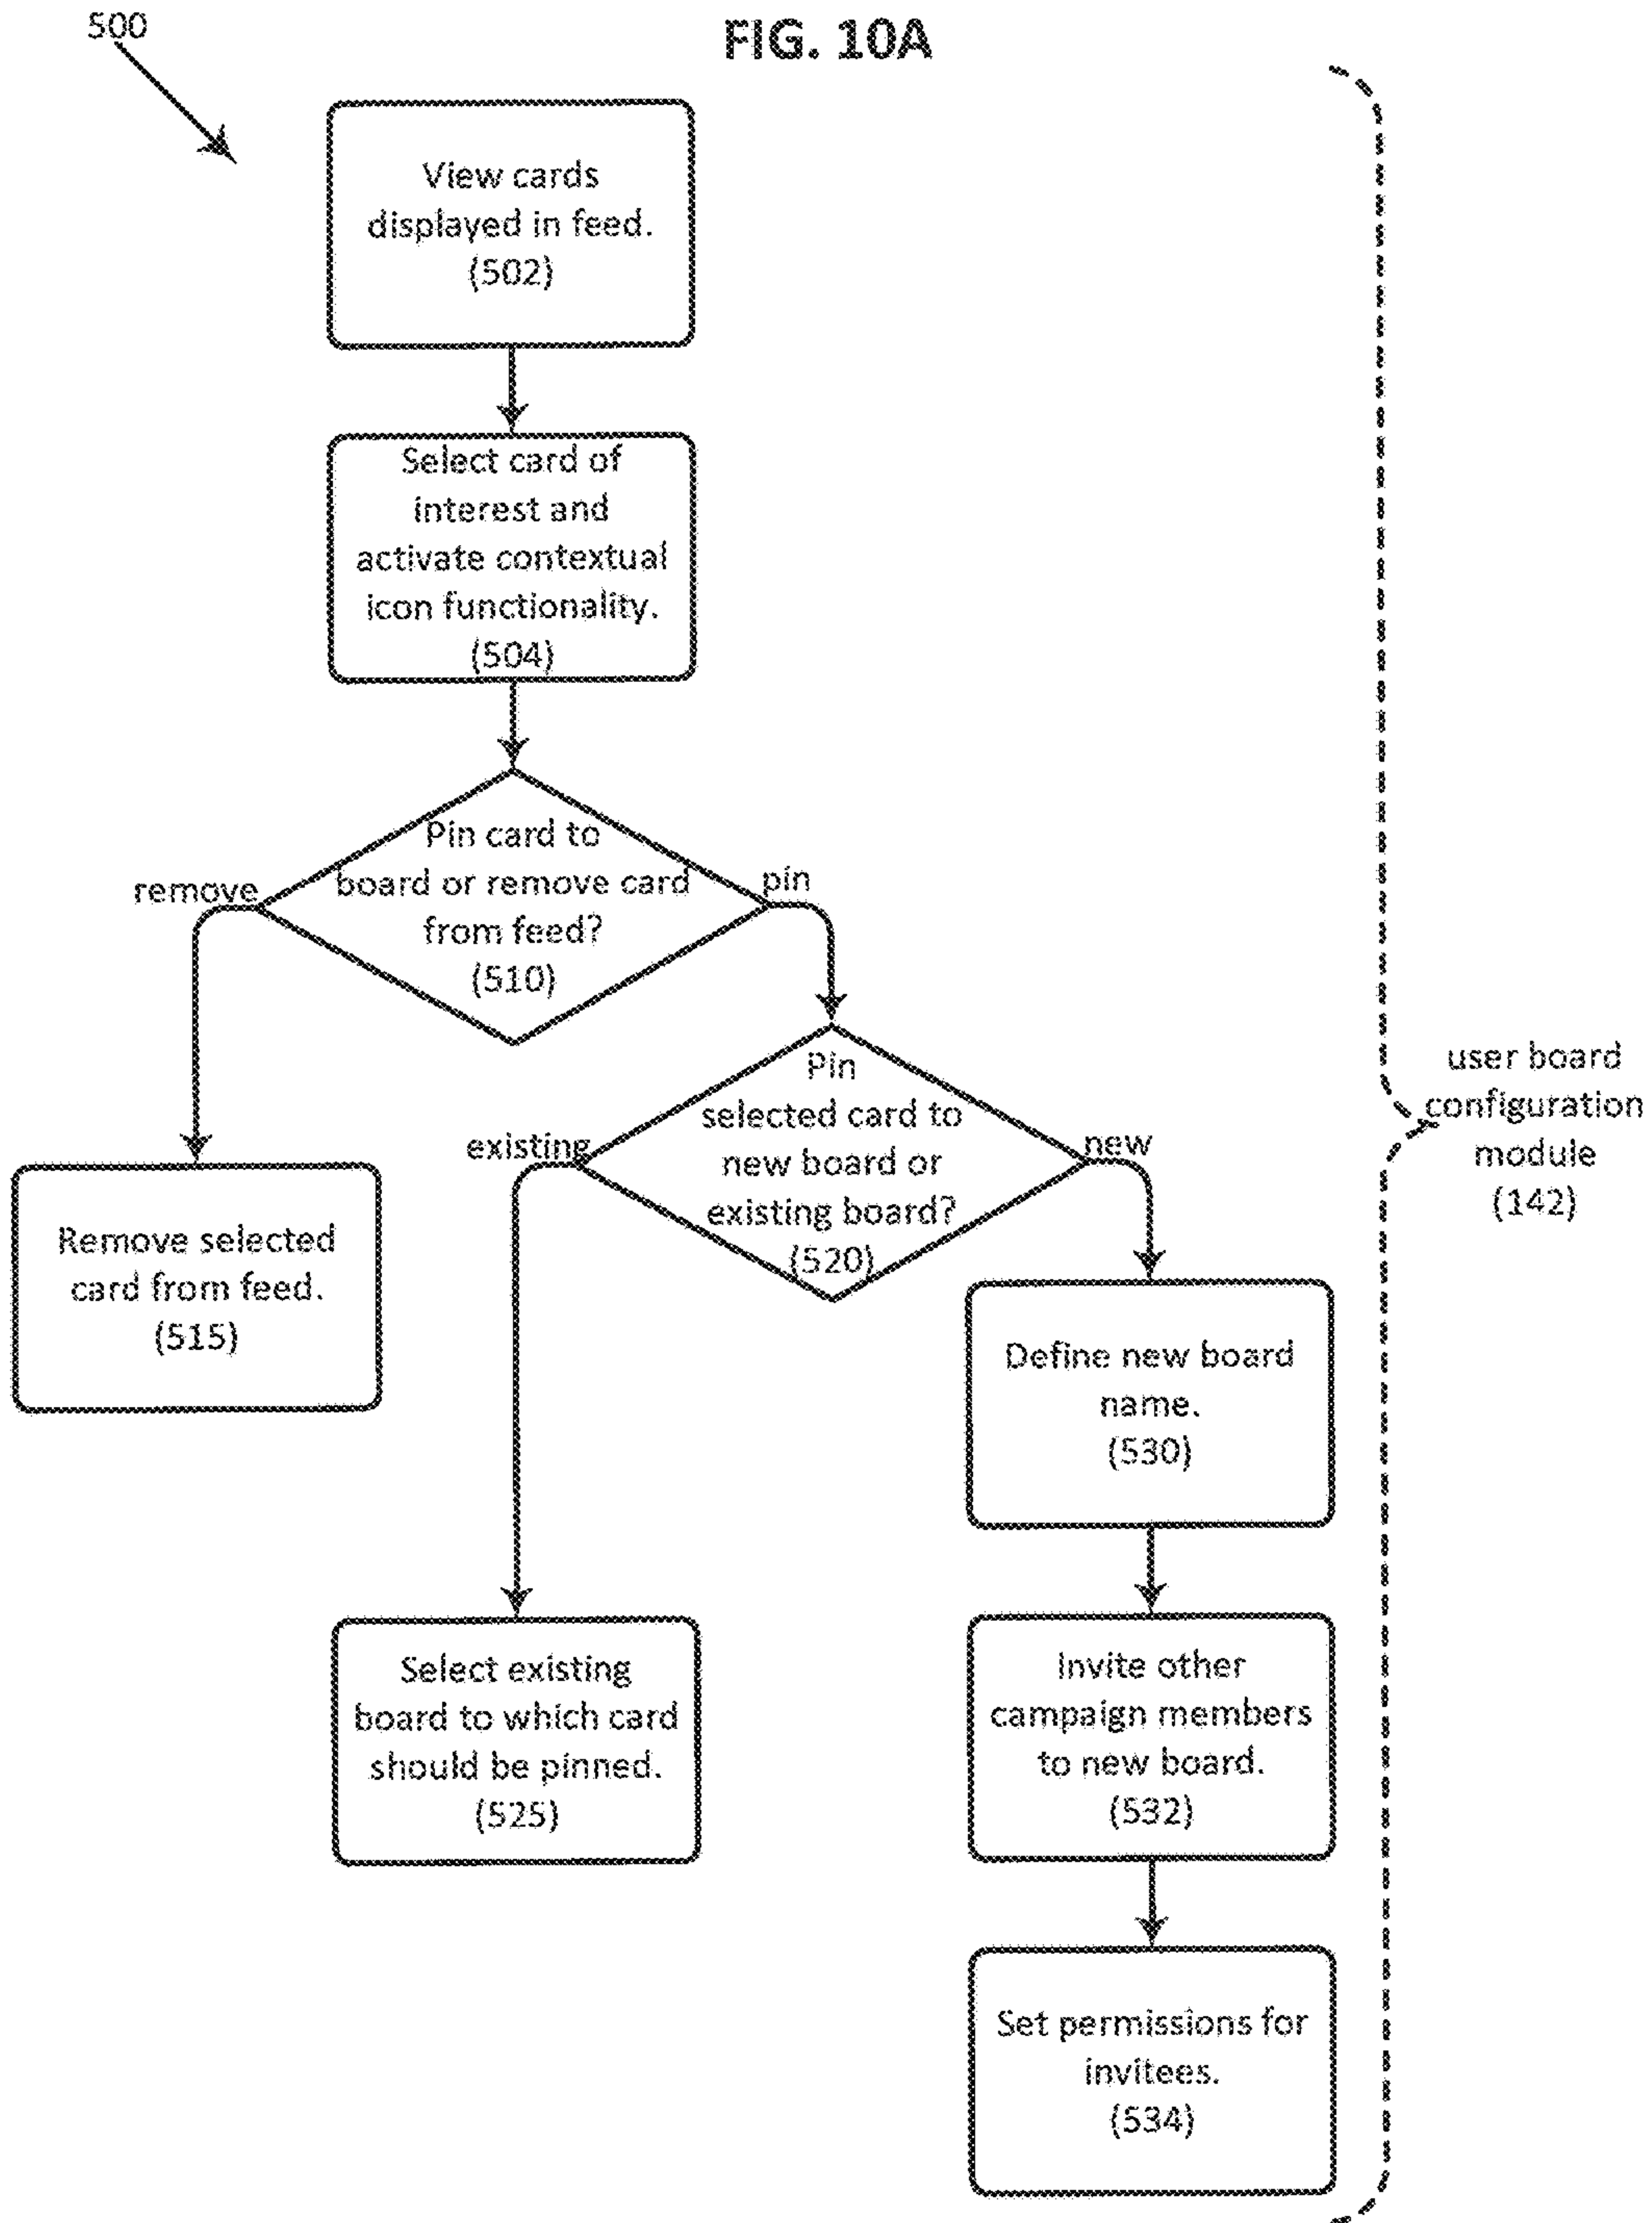 500
FIG. 10A
View cards
displayed in feed.
(502)
Select card of
interest and
activate contextual
icon functionality.
(504)
Pin card to
board or remove card
from feed?
(510)
remove
pin
Pin
selected card to
new board or
existing board?
(520)
existing
new
user board
configuration
module
(142)
Remove selected
card from feed.
(515)
Define new board
name.
(530)
Select existing
board to which card
should be pinned.
(525)
Invite other
campaign members
to new board.
(532)
Set permissions for
invitees.
(534)